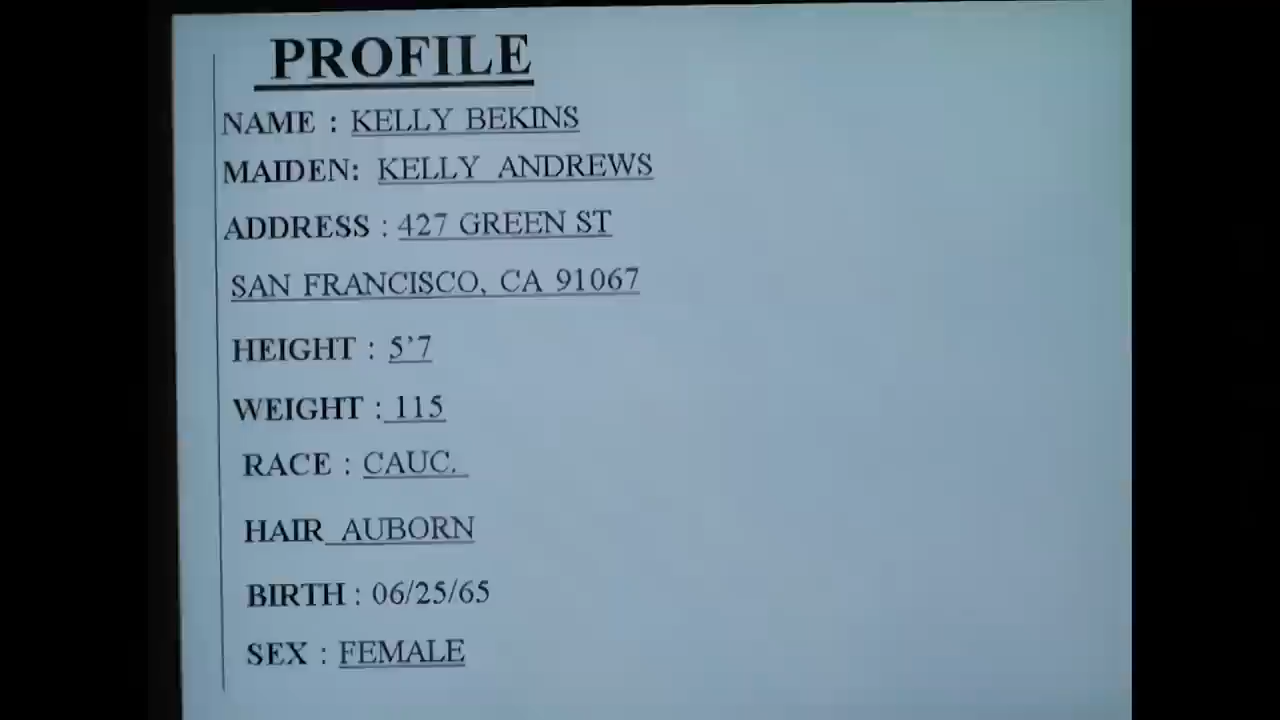 PROFILE
NAME : KELLY BEKINS
MAIDEN: KELLY ANDREWS
ADDRESS : 427 GREEN ST
SAN FRANCISCO, CA 91067
HEIGHT : 5’7
WEIGHT : 115
RACE : CAUC.
HAIR AUBORN
BIRTH : 06/25/65
SEX : FEMALE